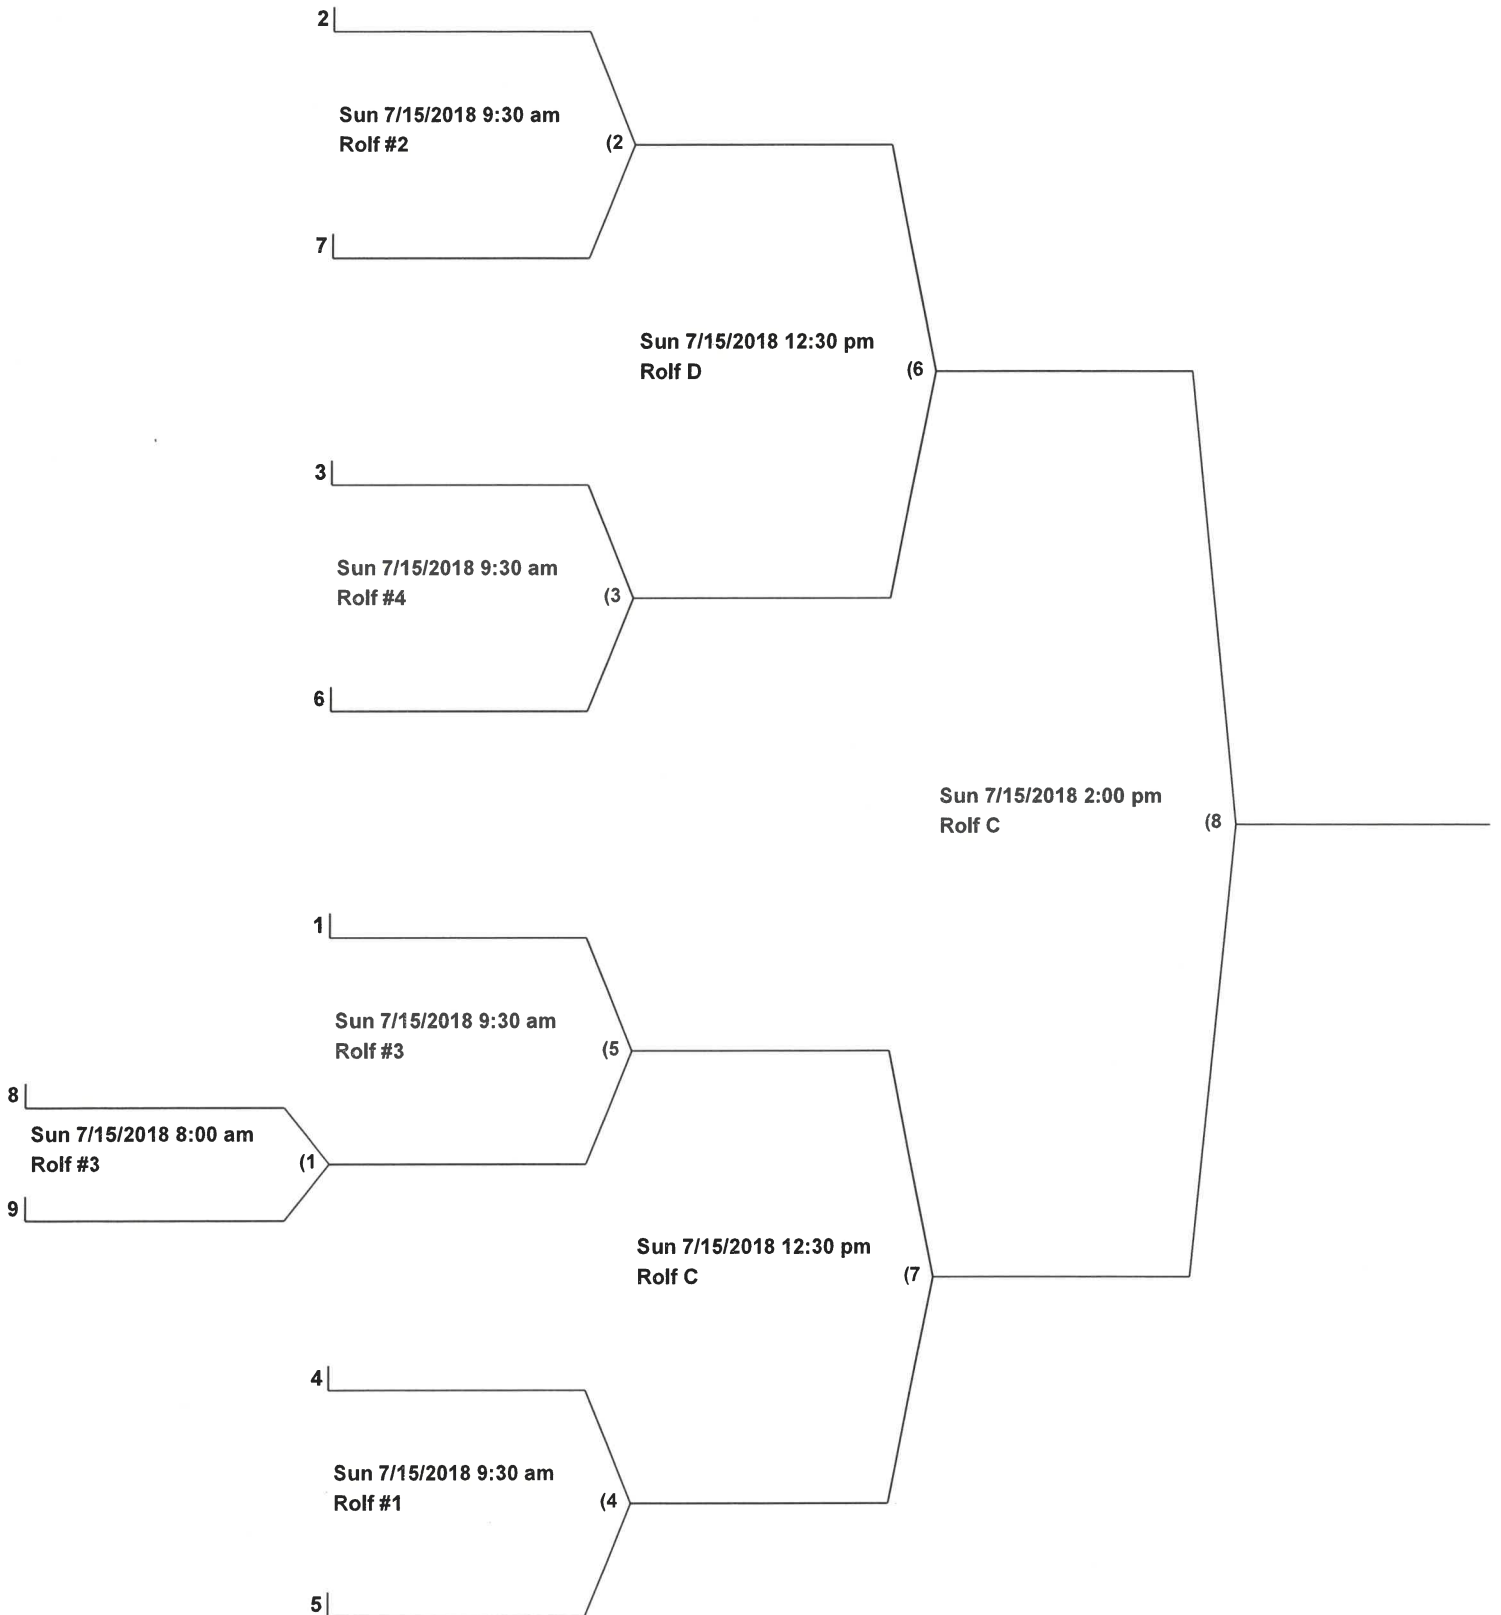 2
Sun 7/15/2018 9:30 am
Rolf #2
(2
7
Sun 7/15/2018 12:30 pm
Rolf D
(6
3
Sun 7/15/2018 9:30 am
Rolf #4
(3
6
Sun 7/15/2018 2:00 pm
Rolf C
(8
1
Sun 7/15/2018 9:30 am
Rolf #3
(5
8
Sun 7/15/2018 8:00 am
Rolf #3
(1
9
Sun 7/15/2018 12:30 pm
Rolf C
(7
4
Sun 7/15/2018 9:30 am
Rolf #1
(4
5